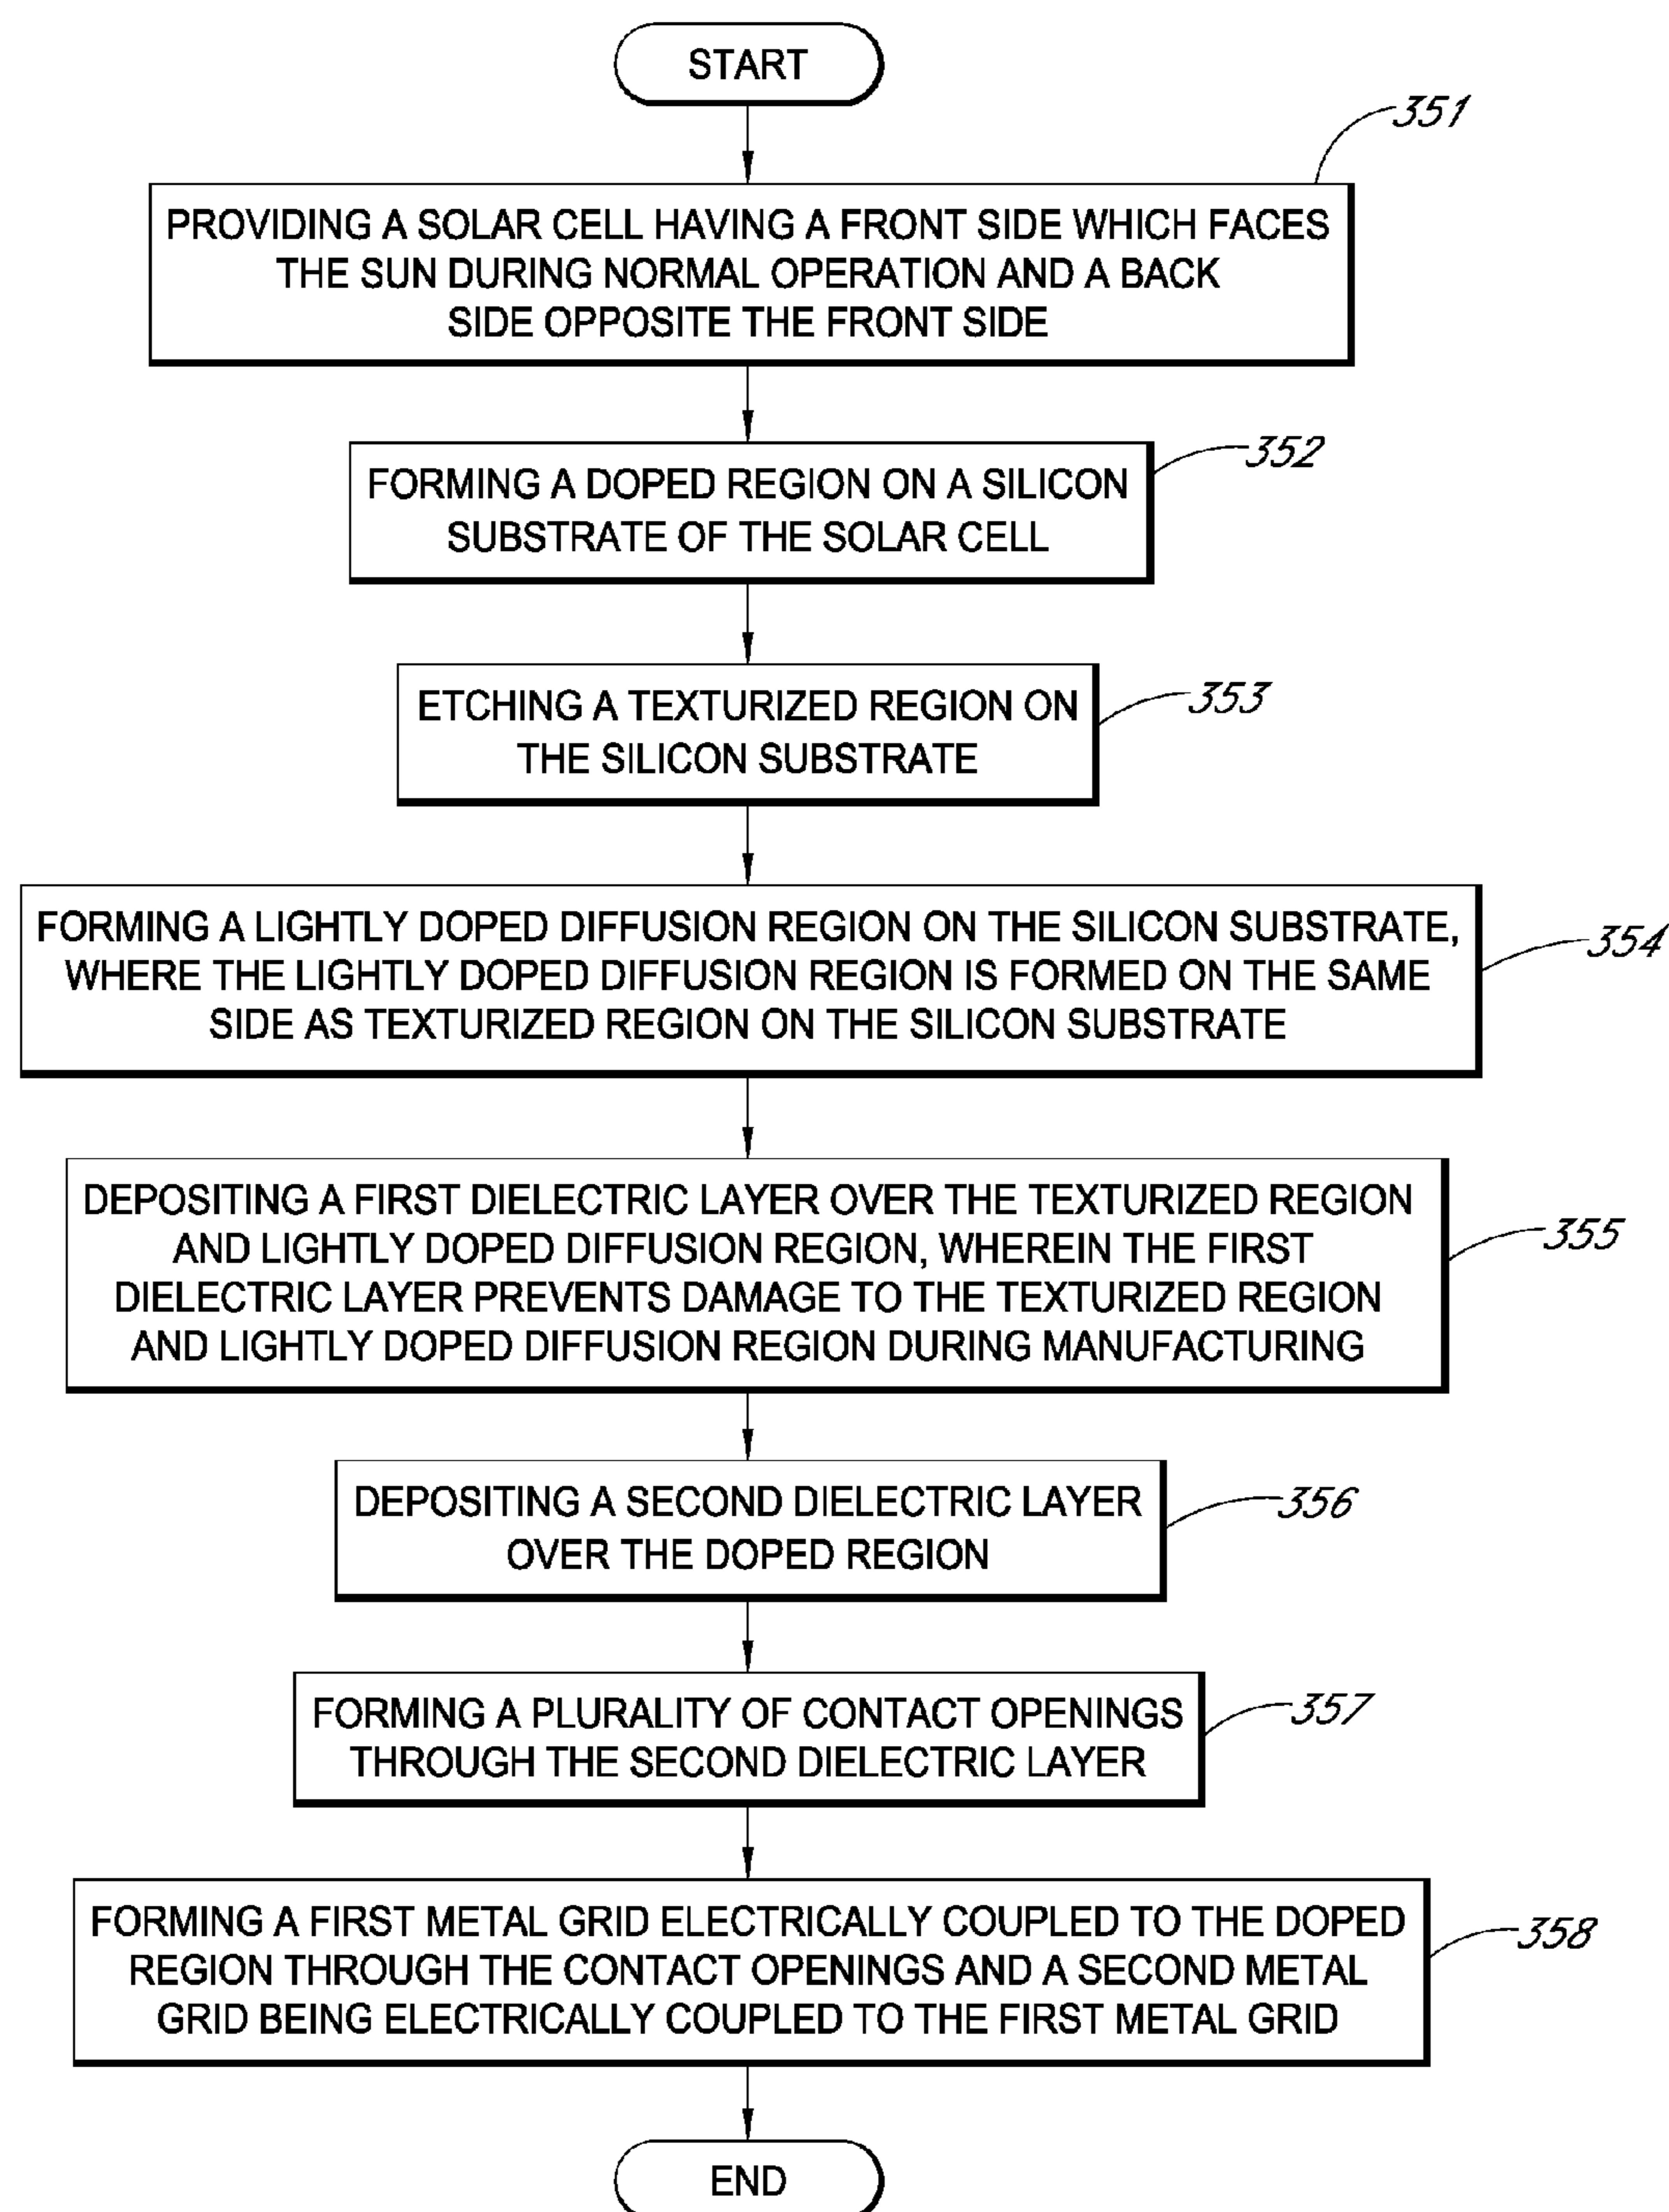 START
351
PROVIDING A SOLAR CELL HAVING A FRONT SIDE WHICH FACES
THE SUN DURING NORMAL OPERATION AND A BACK
SIDE OPPOSITE THE FRONT SIDE
352
FORMING A DOPED REGION ON A SILICON
SUBSTRATE OF THE SOLAR CELL
353
ETCHING A TEXTURIZED REGION ON
THE SILICON SUBSTRATE
354
FORMING A LIGHTLY DOPED DIFFUSION REGION ON THE SILICON SUBSTRATE,
WHERE THE LIGHTLY DOPED DIFFUSION REGION IS FORMED ON THE SAME
SIDE AS TEXTURIZED REGION ON THE SILICON SUBSTRATE
355
DEPOSITING A FIRST DIELECTRIC LAYER OVER THE TEXTURIZED REGION
AND LIGHTLY DOPED DIFFUSION REGION, WHEREIN THE FIRST
DIELECTRIC LAYER PREVENTS DAMAGE TO THE TEXTURIZED REGION
AND LIGHTLY DOPED DIFFUSION REGION DURING MANUFACTURING
356
DEPOSITING A SECOND DIELECTRIC LAYER
OVER THE DOPED REGION
357
FORMING A PLURALITY OF CONTACT OPENINGS
THROUGH THE SECOND DIELECTRIC LAYER
358
FORMING A FIRST METAL GRID ELECTRICALLY COUPLED TO THE DOPED
REGION THROUGH THE CONTACT OPENINGS AND A SECOND METAL
GRID BEING ELECTRICALLY COUPLED TO THE FIRST METAL GRID
END